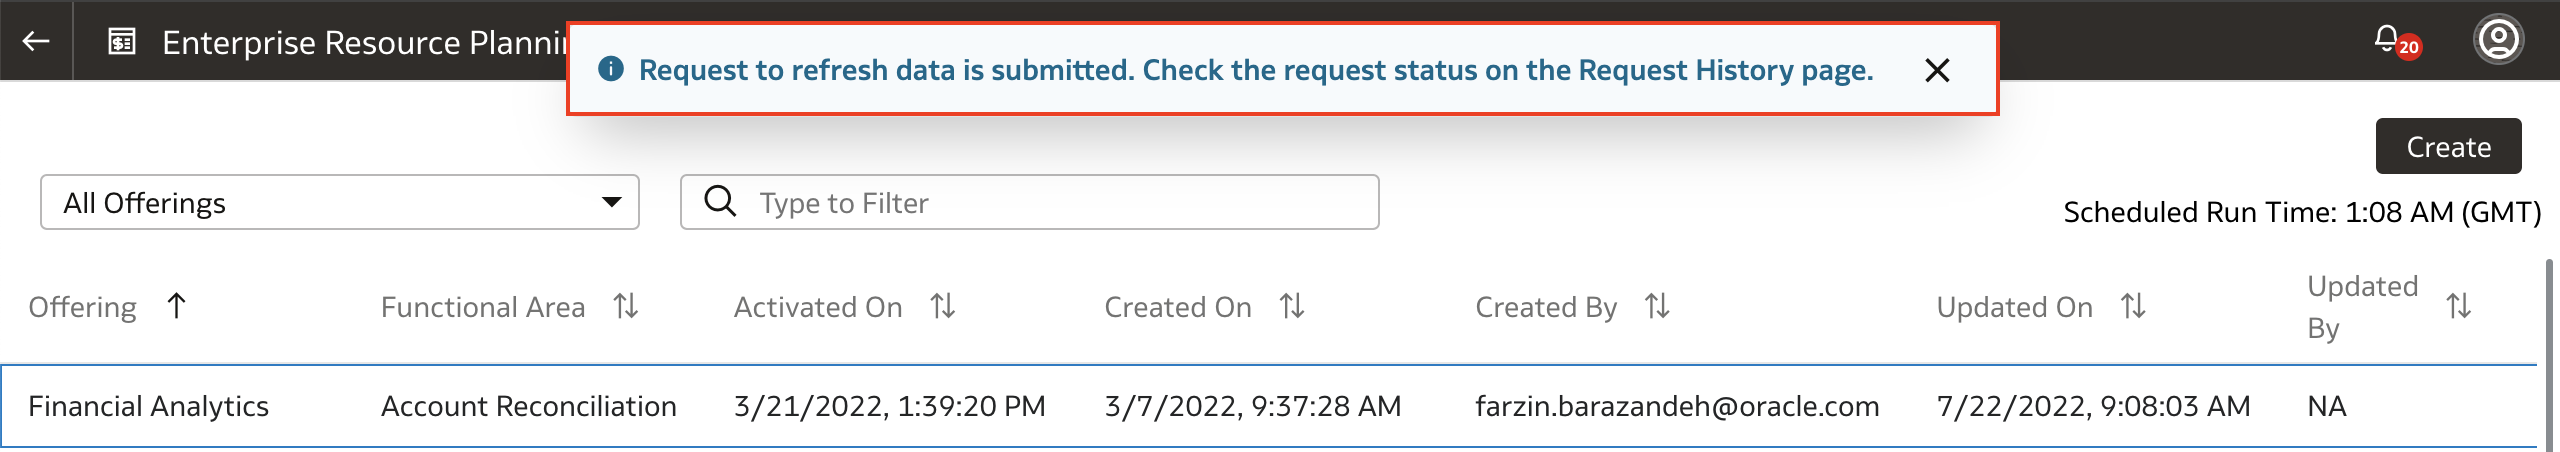 Enterprise Resource Plannin
Request to refresh data is submitted. Check the request status on the Request History page.
20
Create
All Offerings
Type to Filter
Scheduled Run Time: 1:08 AM (GMT)
Offering Functional Area Activated On Created On Created By Updated On Updated By
Financial Analytics Account Reconciliation 3/21/2022, 1:39:20 PM 3/7/2022, 9:37:28 AM farzin.barazandeh@oracle.com 7/22/2022, 9:08:03 AM NA